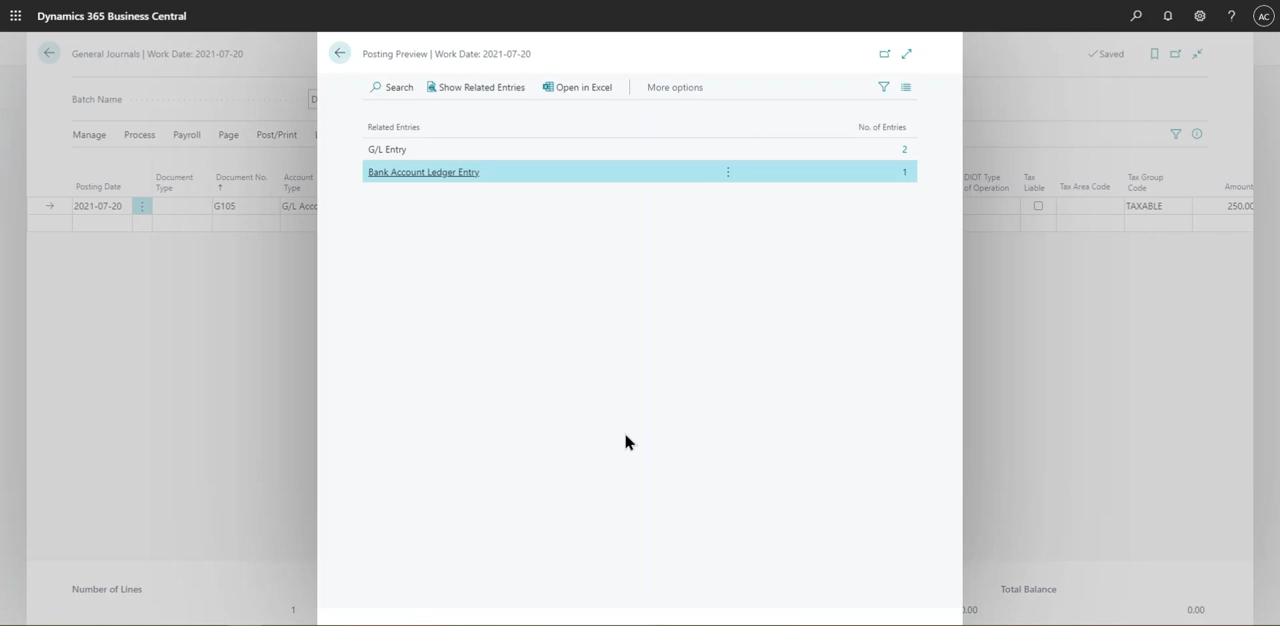 Dynamics 365 Business Central
AC
General Journals | Work Date: 2021-07-20
Saved
Posting Preview | Work Date: 2021-07-20
Batch Name
D
Search
Show Related Entries
Open in Excel
More options
Manage
Process
Payroll
Page
Post/Print
Related Entries
No. of Entries
G/L Entry
2
Bank Account Ledger Entry
1
Posting Date
Document Type
Document No.
Account Type
DIOT Type of Operation
Tax Liable
Tax Area Code
Tax Group Code
Amount
2021-07-20
G105
G/L Acco
TAXABLE
250.00
Number of Lines
1
Total Balance
0.00
0.00